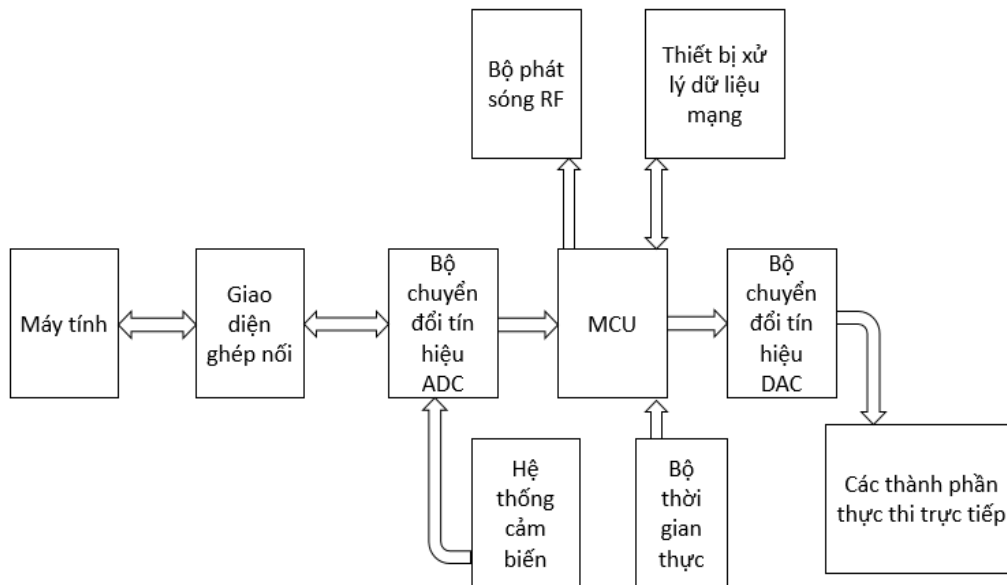 Bộ phát
sóng RF
Thiết bị xử
lý dữ liệu
mạng
Máy tính
Giao
diện
ghép nối
Bộ
chuyển
đổi tín
hiệu
ADC
MCU
Bộ
chuyển
đổi tín
hiệu
DAC
Hệ
thống
cảm
biến
Bộ
thời
gian
thực
Các thành phần
thực thi trực tiếp